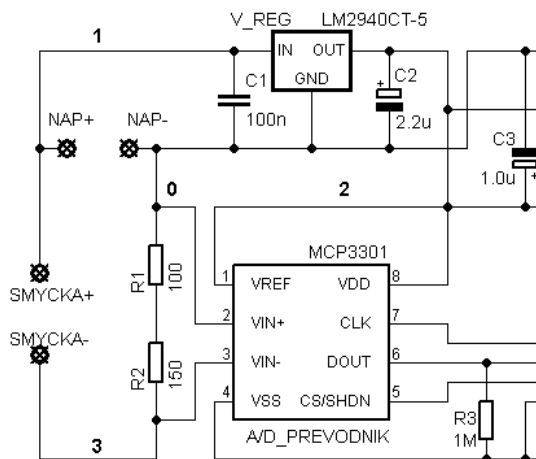 V_REG LM2940CT-5
1
IN OUT
GND
C1
100n
C2
2.2u
+
NAP+ NAP-
C3
1.0u
+
0
2
MCP3301
R1
100
1 VREF VDD 8
SMYCKA+
2 VIN+ CLK 7
SMYCKA-
3 VIN- DOUT 6
R2
150
4 VSS CS/SHDN 5
R3
1M
3
A/D_PREVODNIK